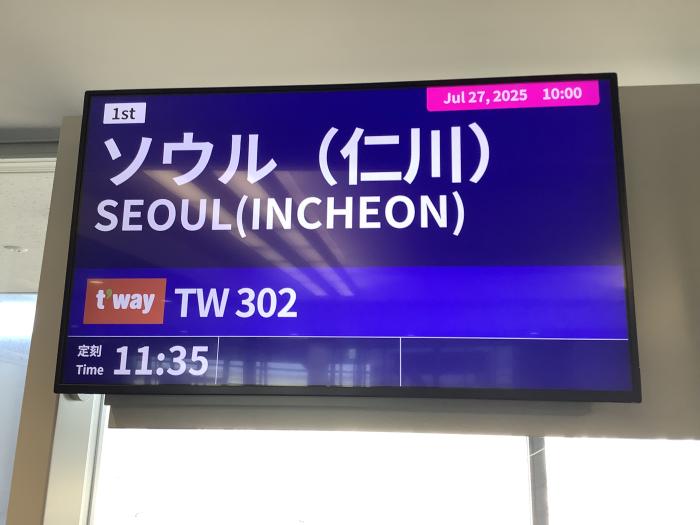 1st
Jul 27, 2025 10:00
ソウル（仁川）
SEOUL(INCHEON)
t'way TW 302
定刻
Time 11:35